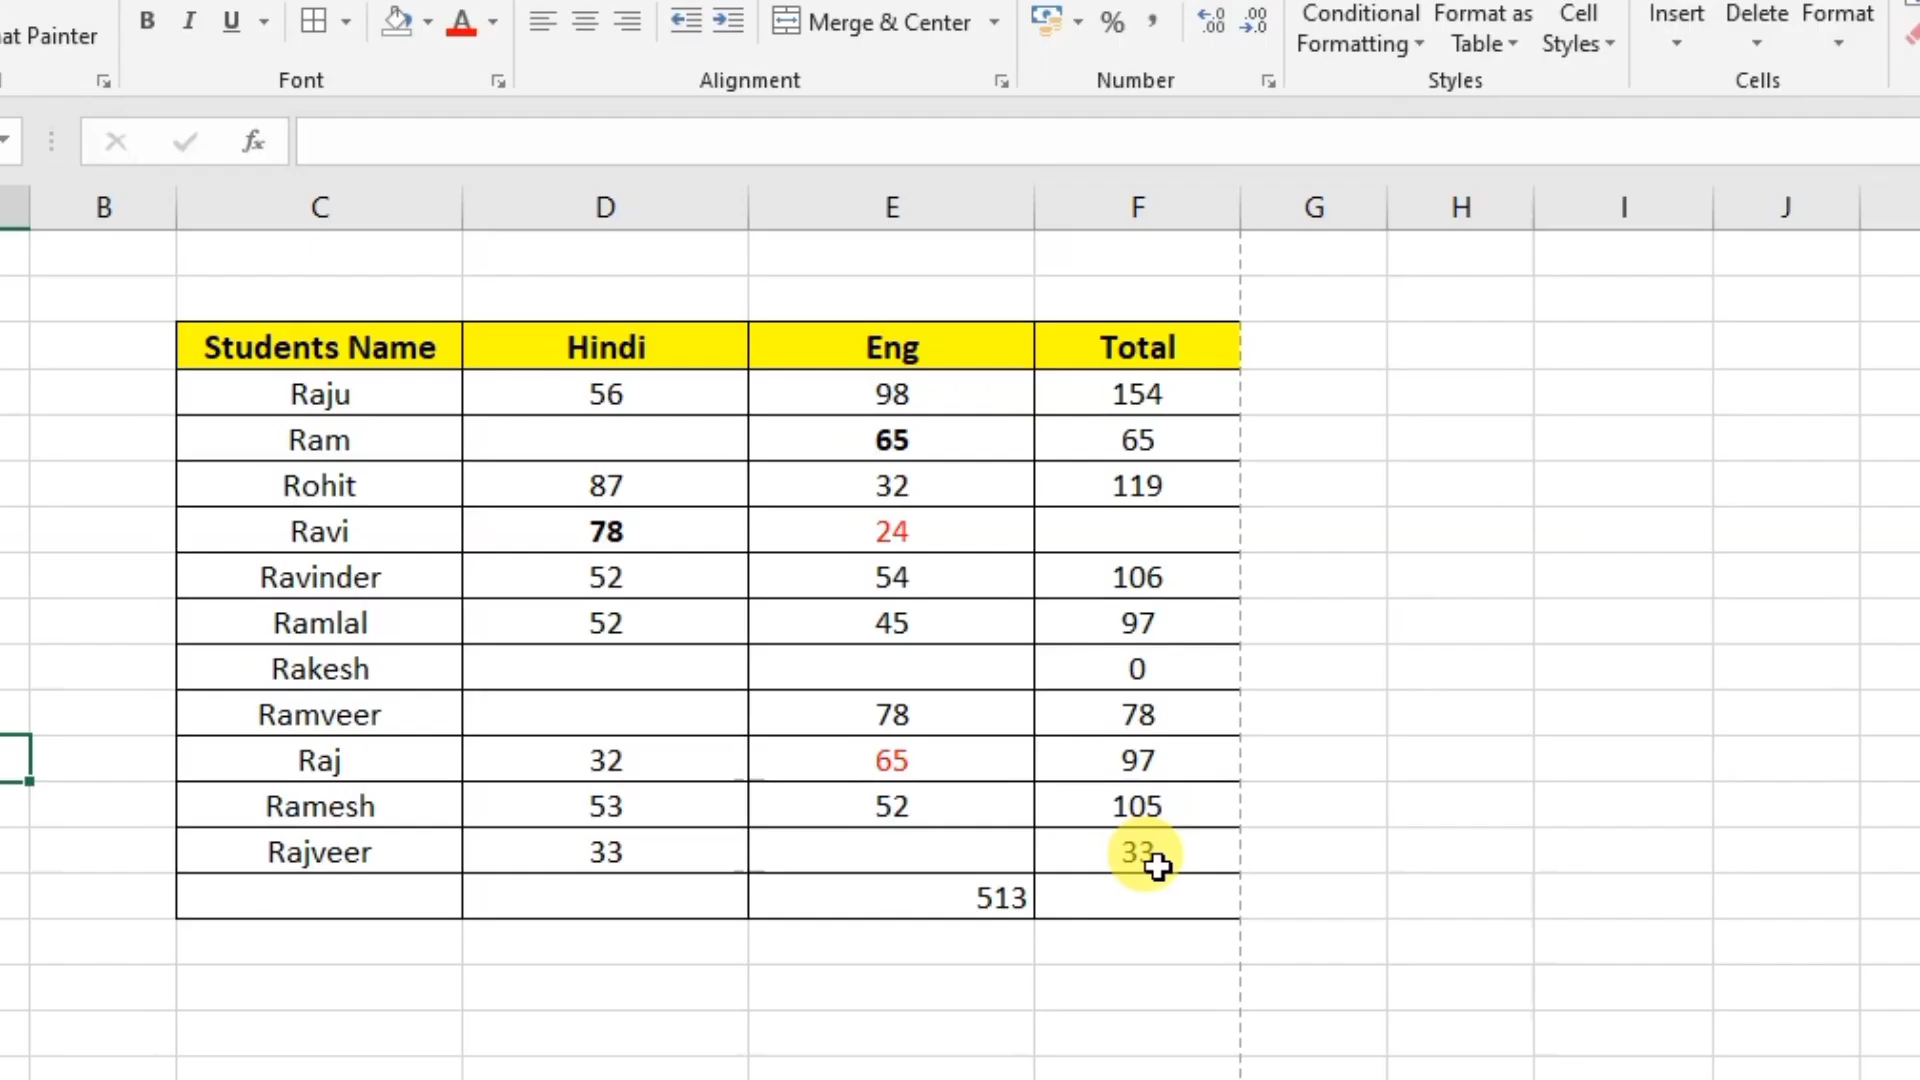 at Painter
B I U A Merge & Center % , .00 .00
Conditional Formatting
Format as Table
Cell Styles
Insert Delete Format
Font Alignment Number Styles Cells
fx
B C D E F G H I J
Students Name Hindi Eng Total
Raju 56 98 154
Ram 65 65
Rohit 87 32 119
Ravi 78 24
Ravinder 52 54 106
Ramlal 52 45 97
Rakesh 0
Ramveer 78 78
Raj 32 65 97
Ramesh 53 52 105
Rajveer 33 33
513